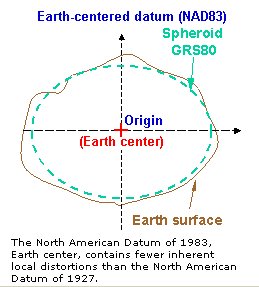 Earth-centered datum (NAD83)
Spheroid
GRS80
Origin
(Earth center)
Earth surface
The North American Datum of 1983,
Earth center, contains fewer inherent
local distortions than the North American
Datum of 1927.